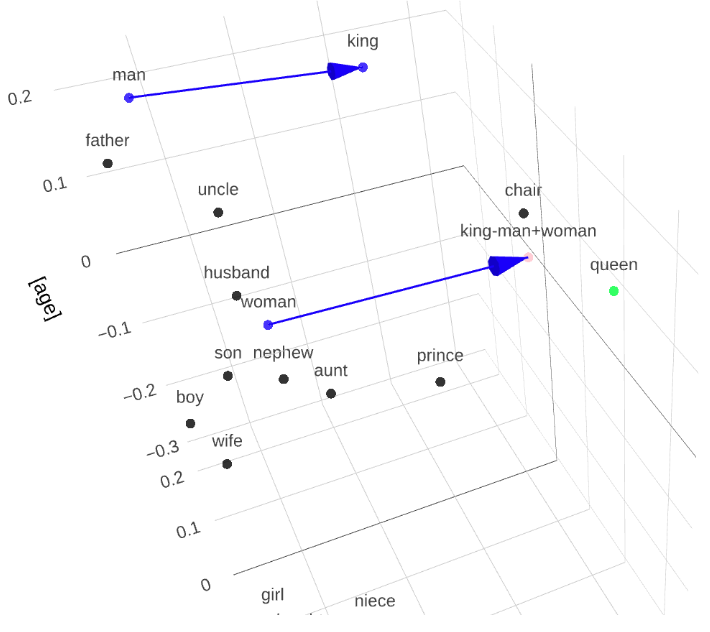 king
man
0.2
father
0.1
uncle
chair
king-man+woman
0
queen
husband
[age]
woman
−0.1
son nephew
prince
aunt
−0.2
boy
wife
−0.3
0.2
0.1
0
girl
niece